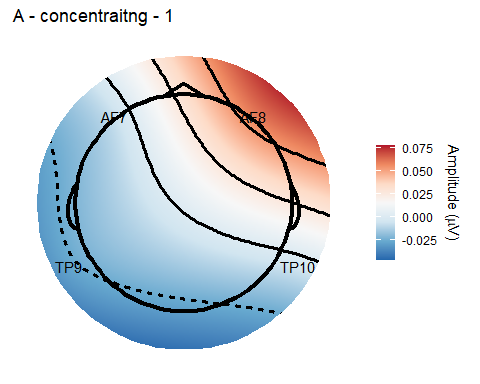 A - concentraitng - 1
AF7
AF8
TP9
TP10
0.075
0.050
0.025
0.000
-0.025
Amplitude (μV)